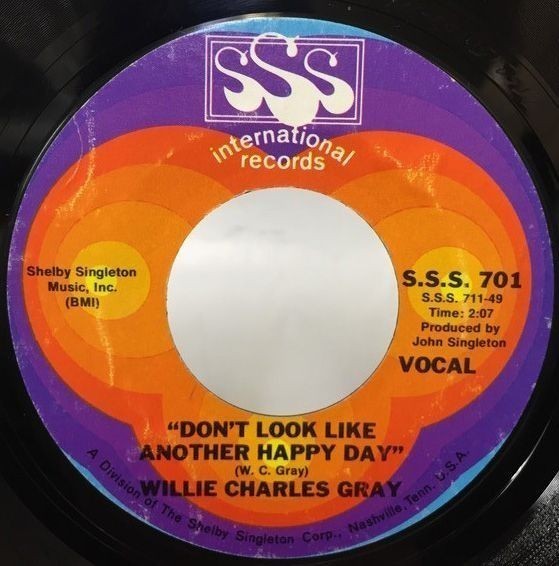 SSS
international
records
Shelby Singleton
Music, Inc.
(BMI)
S.S.S. 701
S.S.S. 711-49
Time: 2:07
Produced by
John Singleton
VOCAL
"DON'T LOOK LIKE
ANOTHER HAPPY DAY"
(W. C. Gray)
WILLIE CHARLES GRAY
A Division of The Shelby Singleton Corp., Nashville, Tenn. U.S.A.